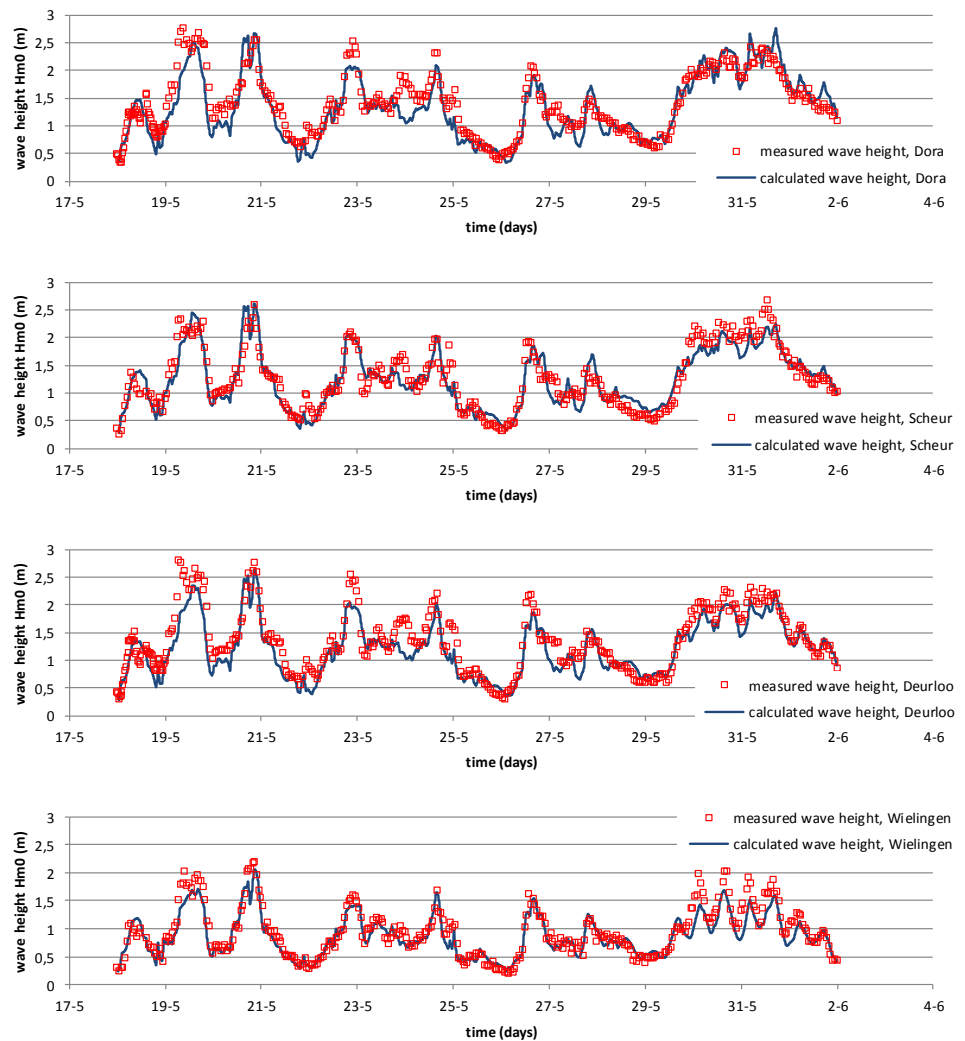 wave height Hm0 (m)
3
2,5
2
1,5
1
0,5
0
17-5 19-5 21-5 23-5 25-5 27-5 29-5 31-5 2-6 4-6
time (days)
measured wave height, Dora
calculated wave height, Dora
wave height Hm0 (m)
3
2,5
2
1,5
1
0,5
0
17-5 19-5 21-5 23-5 25-5 27-5 29-5 31-5 2-6 4-6
time (days)
measured wave height, Scheur
calculated wave height, Scheur
wave height Hm0 (m)
3
2,5
2
1,5
1
0,5
0
17-5 19-5 21-5 23-5 25-5 27-5 29-5 31-5 2-6 4-6
time (days)
measured wave height, Deurloo
calculated wave height, Deurloo
wave height Hm0 (m)
3
2,5
2
1,5
1
0,5
0
17-5 19-5 21-5 23-5 25-5 27-5 29-5 31-5 2-6 4-6
time (days)
measured wave height, Wielingen
calculated wave height, Wielingen